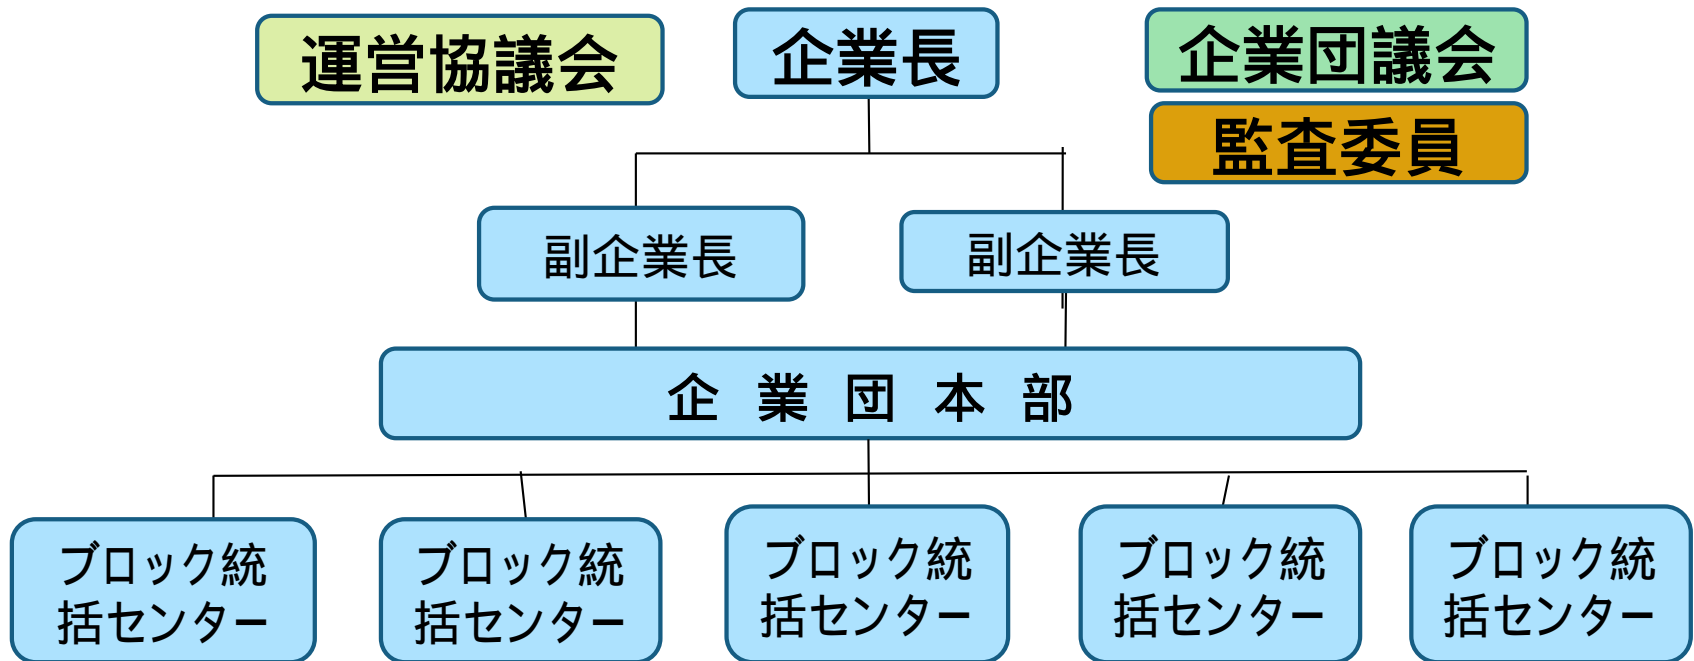 運営協議会
企業長
企業団議会
監査委員
副企業長
副企業長
企業団本部
ブロック統
括センター
ブロック統
括センター
ブロック統
括センター
ブロック統
括センター
ブロック統
括センター